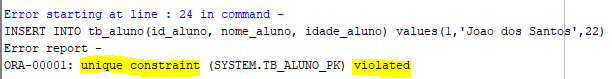 Error starting at line : 24 in command -
INSERT INTO tb_aluno(id_aluno, nome_aluno, idade_aluno) values(1,'Joao dos Santos',22)
Error report -
ORA-00001: unique constraint (SYSTEM.TB_ALUNO_PK) violated